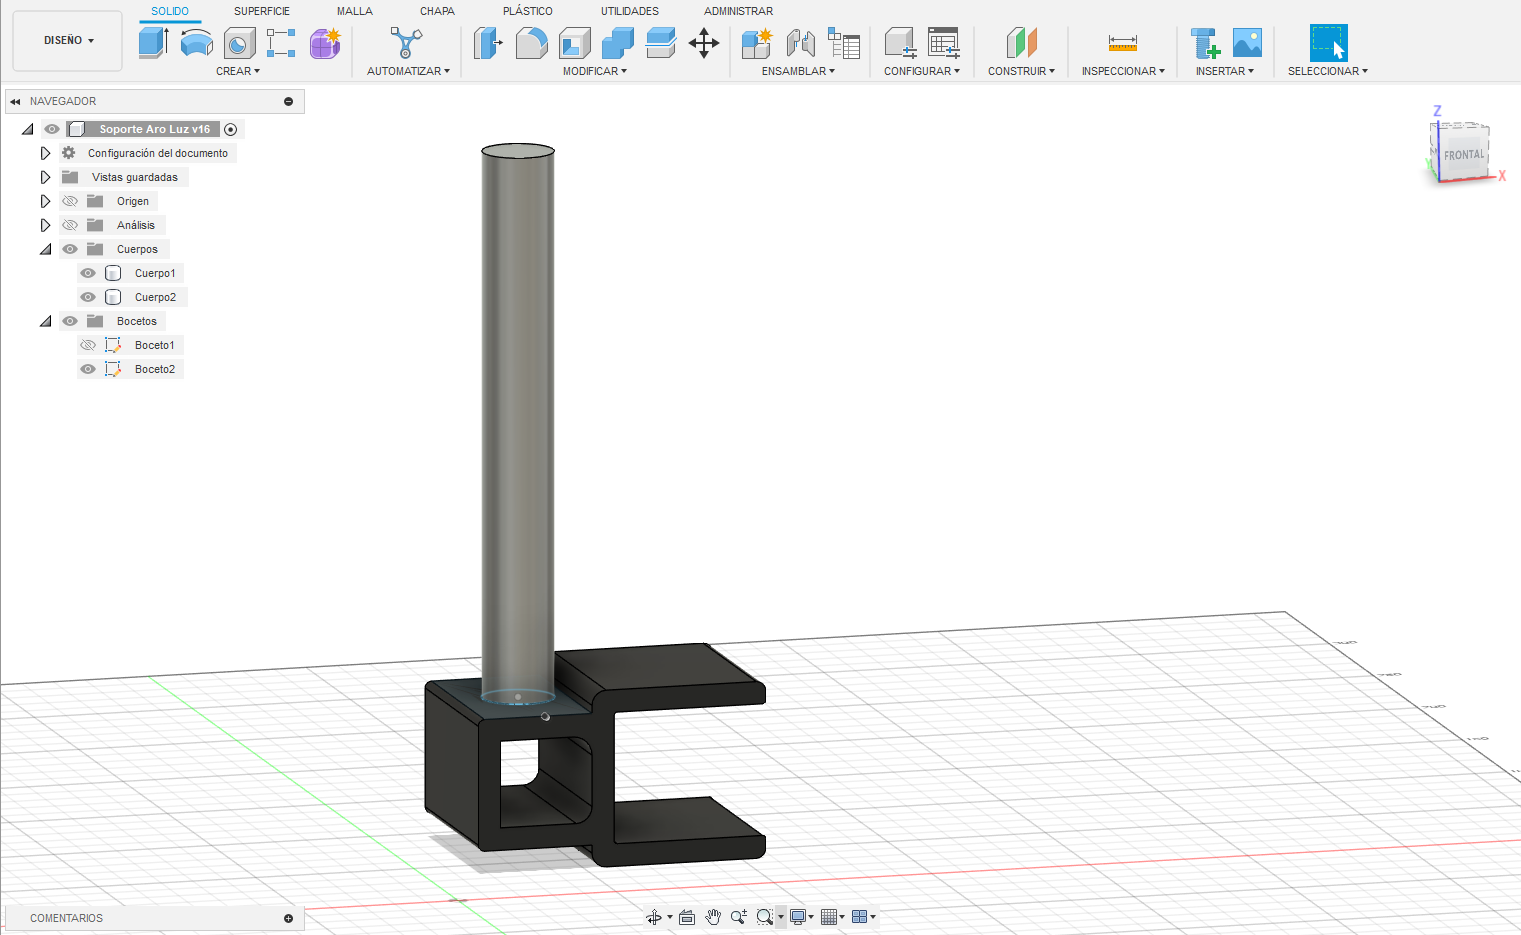 SOLIDO SUPERFICIE MALLA CHAPA PLÁSTICO UTILIDADES ADMINISTRAR
DISEÑO
CREAR AUTOMATIZAR MODIFICAR ENSAMBLAR CONFIGURAR CONSTRUIR INSPECCIONAR INSERTAR SELECCIONAR
NAVEGADOR
Soporte Aro Luz v16
Configuración del documento
Vistas guardadas
Origen
Análisis
Cuerpos
Cuerpo1
Cuerpo2
Bocetos
Boceto1
Boceto2
Z
FRONTAL
X
Y
COMENTARIOS